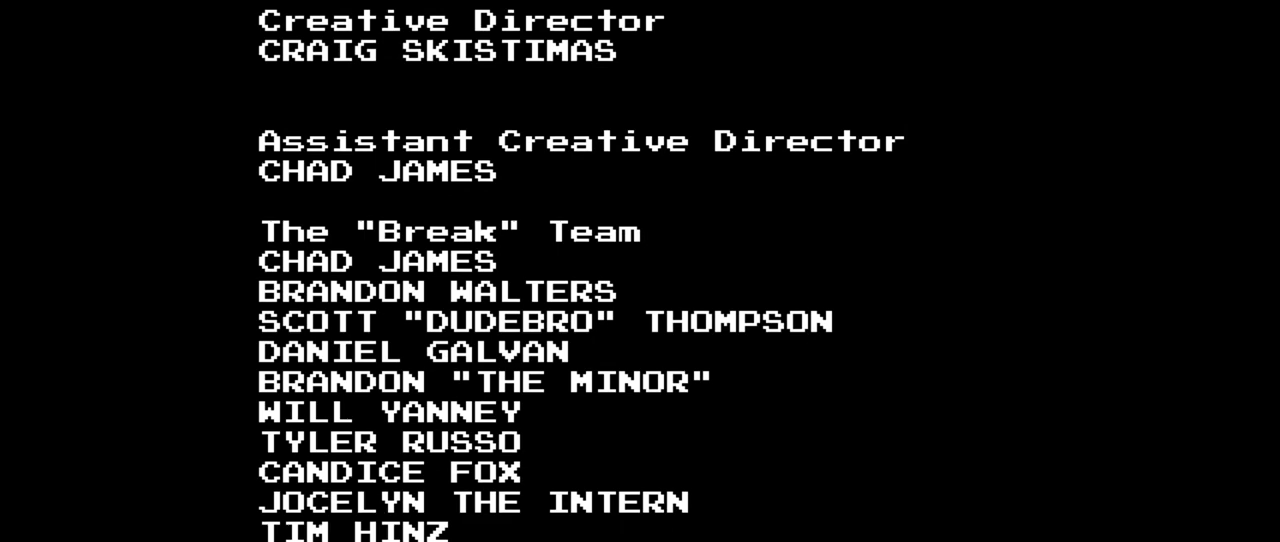 Creative Director
CRAIG SKISTIMAS
Assistant Creative Director
CHAD JAMES
The "Break" Team
CHAD JAMES
BRANDON WALTERS
SCOTT "DUDEBRO" THOMPSON
DANIEL GALVAN
BRANDON "THE MINOR"
WILL YANNEY
TYLER RUSSO
CANDICE FOX
JOCELYN THE INTERN
TIM HINZ